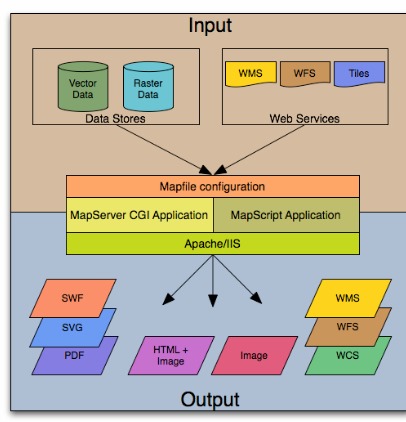 Input
Vector
Data
Raster
Data
Data Stores
WMS
WFS
Tiles
Web Services
Mapfile configuration
MapServer CGI Application
MapScript Application
Apache/IIS
SWF
SVG
PDF
HTML +
Image
Image
WMS
WFS
WCS
Output